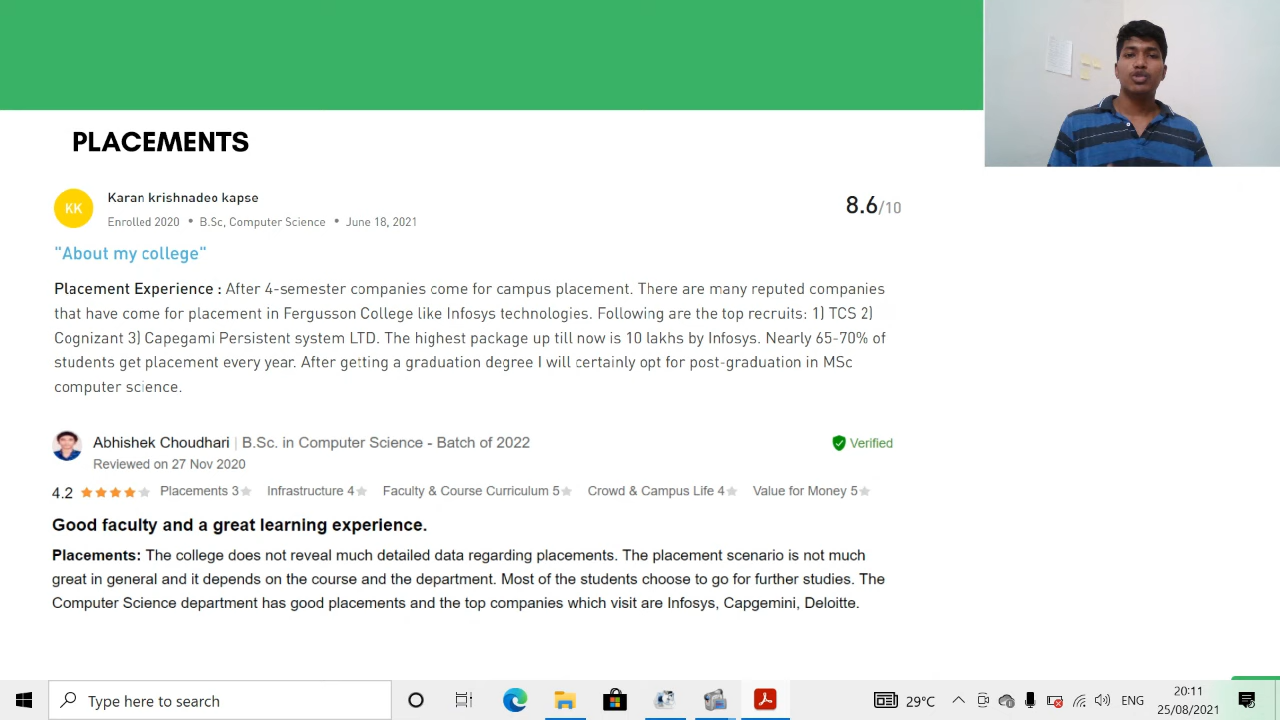 PLACEMENTS
KK
Karan krishnadeo kapse
8.6/10
Enrolled 2020 • B.Sc, Computer Science • June 18, 2021
"About my college"
Placement Experience : After 4-semester companies come for campus placement. There are many reputed companies
that have come for placement in Fergusson College like Infosys technologies. Following are the top recruits: 1) TCS 2)
Cognizant 3) Capegami Persistent system LTD. The highest package up till now is 10 lakhs by Infosys. Nearly 65-70% of
students get placement every year. After getting a graduation degree I will certainly opt for post-graduation in MSc
computer science.
Abhishek Choudhari | B.Sc. in Computer Science - Batch of 2022
Verified
Reviewed on 27 Nov 2020
4.2 Placements 3 Infrastructure 4 Faculty & Course Curriculum 5 Crowd & Campus Life 4 Value for Money 5
Good faculty and a great learning experience.
Placements: The college does not reveal much detailed data regarding placements. The placement scenario is not much
great in general and it depends on the course and the department. Most of the students choose to go for further studies. The
Computer Science department has good placements and the top companies which visit are Infosys, Capgemini, Deloitte.
Type here to search
29°C
ENG
20:11
25/08/2021